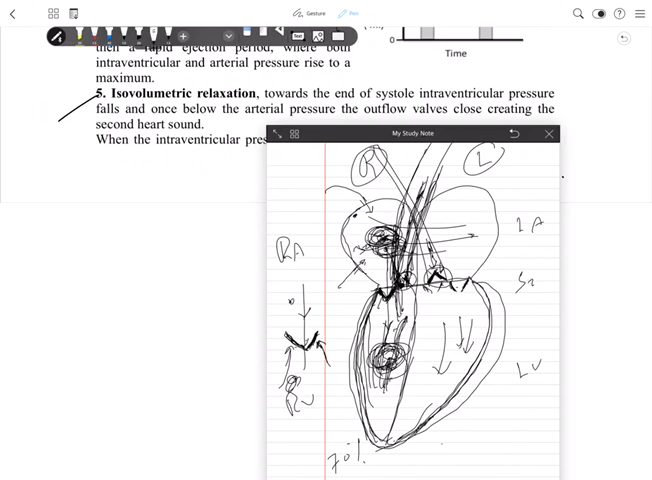 Gesture Pen
then a rapid ejection period, where both
intraventricular and arterial pressure rise to a
maximum.
5. Isovolumetric relaxation, towards the end of systole intraventricular pressure
falls and once below the arterial pressure the outflow valves close creating the
second heart sound.
When the intraventricular pres
0
Time
Text
My Study Note
R
L
RA
LA
LV
RV
70%.